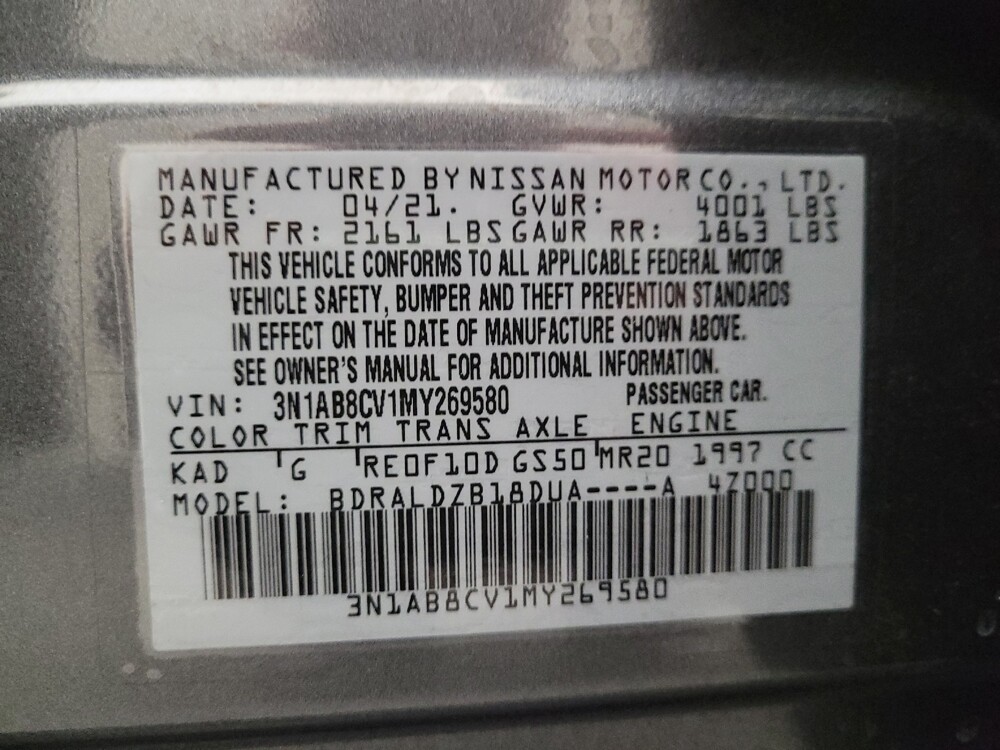 MANUFACTURED BY NISSAN MOTOR CO., LTD.
DATE: 04/21. GVWR: 4001 LBS
GAWR FR: 2161 LBS GAWR RR: 1863 LBS
THIS VEHICLE CONFORMS TO ALL APPLICABLE FEDERAL MOTOR
VEHICLE SAFETY, BUMPER AND THEFT PREVENTION STANDARDS
IN EFFECT ON THE DATE OF MANUFACTURE SHOWN ABOVE.
SEE OWNER'S MANUAL FOR ADDITIONAL INFORMATION.
VIN: 3N1AB8CV1MY269580 PASSENGER CAR.
COLOR TRIM TRANS AXLE ENGINE
KAD G RE0F10D GS50 MR20 1997 CC
MODEL: BDRALDZB18DUA----A 4Z000
3N1AB8CV1MY269580